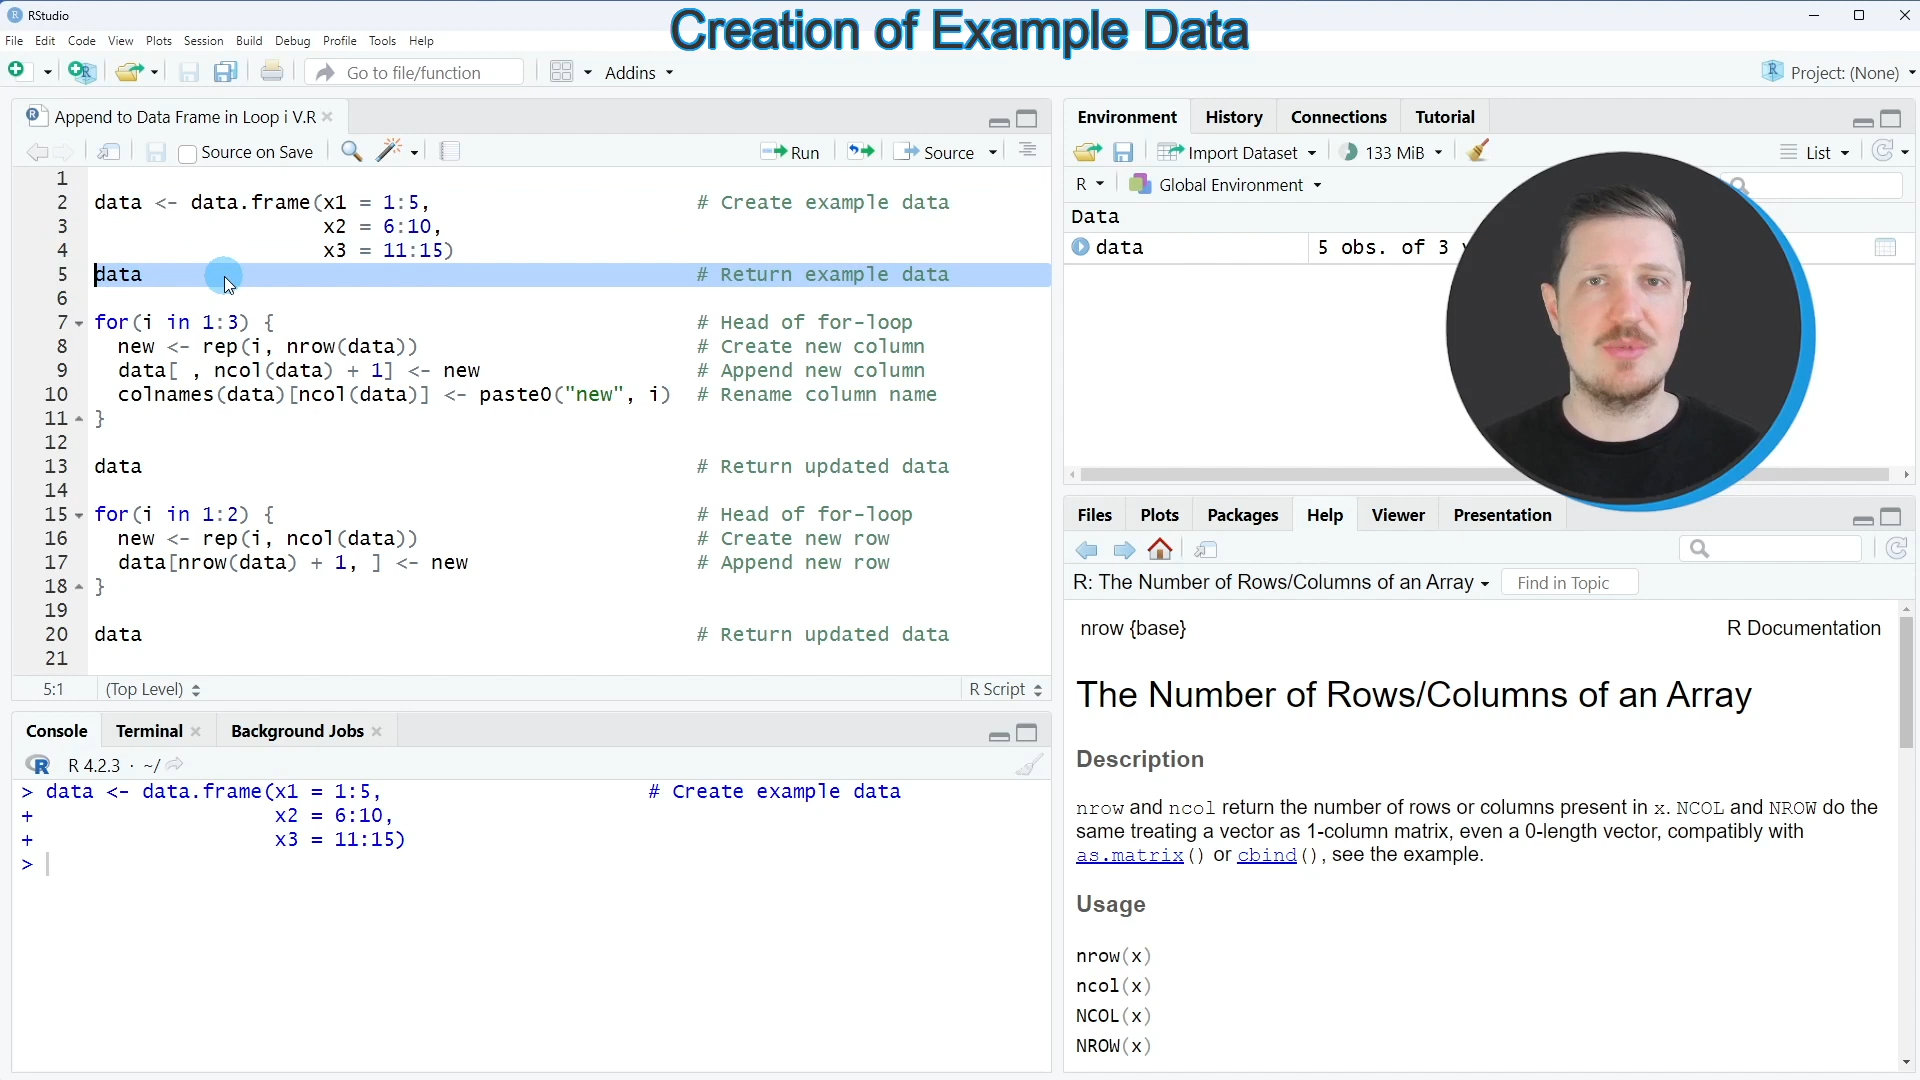 RStudio
Creation of Example Data
File Edit Code View Plots Session Build Debug Profile Tools Help
Go to file/function
Addins
Project: (None)
Append to Data Frame in Loop i V.R
Source on Save
Run
Source
1
2 data <- data.frame(x1 = 1:5, # Create example data
3 x2 = 6:10,
4 x3 = 11:15)
5 data # Return example data
6
7 for(i in 1:3) { # Head of for-loop
8 new <- rep(i, nrow(data)) # Create new column
9 data[ , ncol(data) + 1] <- new # Append new column
10 colnames(data)[ncol(data)] <- paste0("new", i) # Rename column name
11 }
12
13 data # Return updated data
14
15 for(i in 1:2) { # Head of for-loop
16 new <- rep(i, ncol(data)) # Create new row
17 data[nrow(data) + 1, ] <- new # Append new row
18 }
19
20 data # Return updated data
21
5:1 (Top Level) R Script
Console Terminal Background Jobs
R 4.2.3 · ~/
> data <- data.frame(x1 = 1:5, # Create example data
+ x2 = 6:10,
+ x3 = 11:15)
>
Environment History Connections Tutorial
Import Dataset 133 MiB List
R Global Environment
Data
data 5 obs. of 3
Files Plots Packages Help Viewer Presentation
R: The Number of Rows/Columns of an Array Find in Topic
nrow {base} R Documentation
The Number of Rows/Columns of an Array
Description
nrow and ncol return the number of rows or columns present in x. NCOL and NROW do the
same treating a vector as 1-column matrix, even a 0-length vector, compatibly with
as.matrix() or cbind(), see the example.
Usage
nrow(x)
ncol(x)
NCOL(x)
NROW(x)